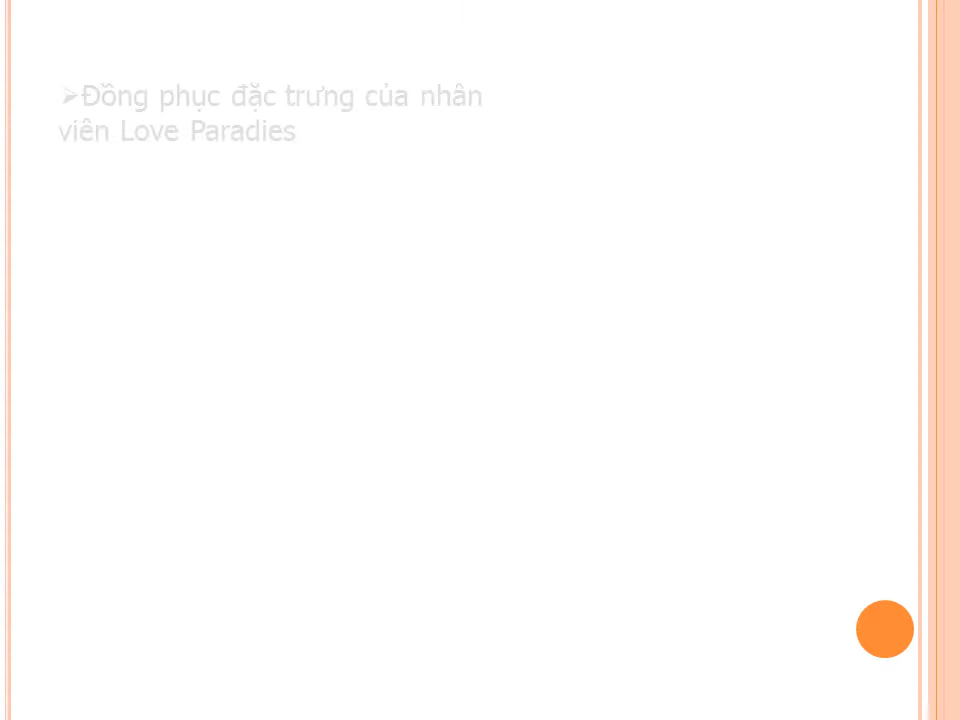 ➢Đồng phục đặc trưng của nhân
viên Love Paradies